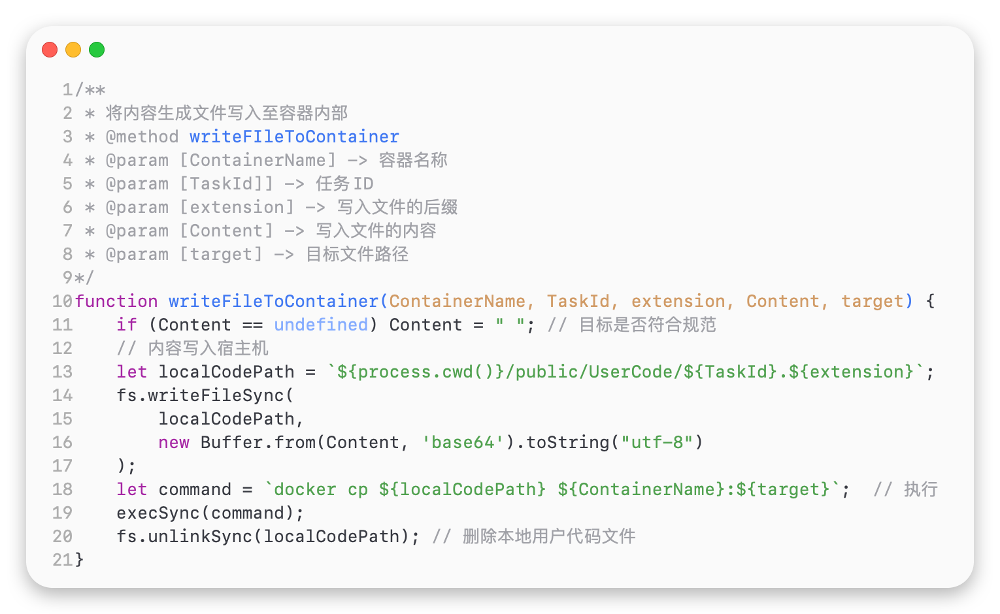 1/**
2 * 将内容生成文件写入至容器内部
3 * @method writeFIleToContainer
4 * @param [ContainerName] -> 容器名称
5 * @param [TaskId]] -> 任务ID
6 * @param [extension] -> 写入文件的后缀
7 * @param [Content] -> 写入文件的内容
8 * @param [target] -> 目标文件路径
9*/
10function writeFileToContainer(ContainerName, TaskId, extension, Content, target) {
11    if (Content == undefined) Content = " "; // 目标是否符合规范
12    // 内容写入宿主机
13    let localCodePath = `${process.cwd()}/public/UserCode/${TaskId}.${extension}`;
14    fs.writeFileSync(
15        localCodePath,
16        new Buffer.from(Content, 'base64').toString("utf-8")
17    );
18    let command = `docker cp ${localCodePath} ${ContainerName}:${target}`;  // 执行
19    execSync(command);
20    fs.unlinkSync(localCodePath); // 删除本地用户代码文件
21}